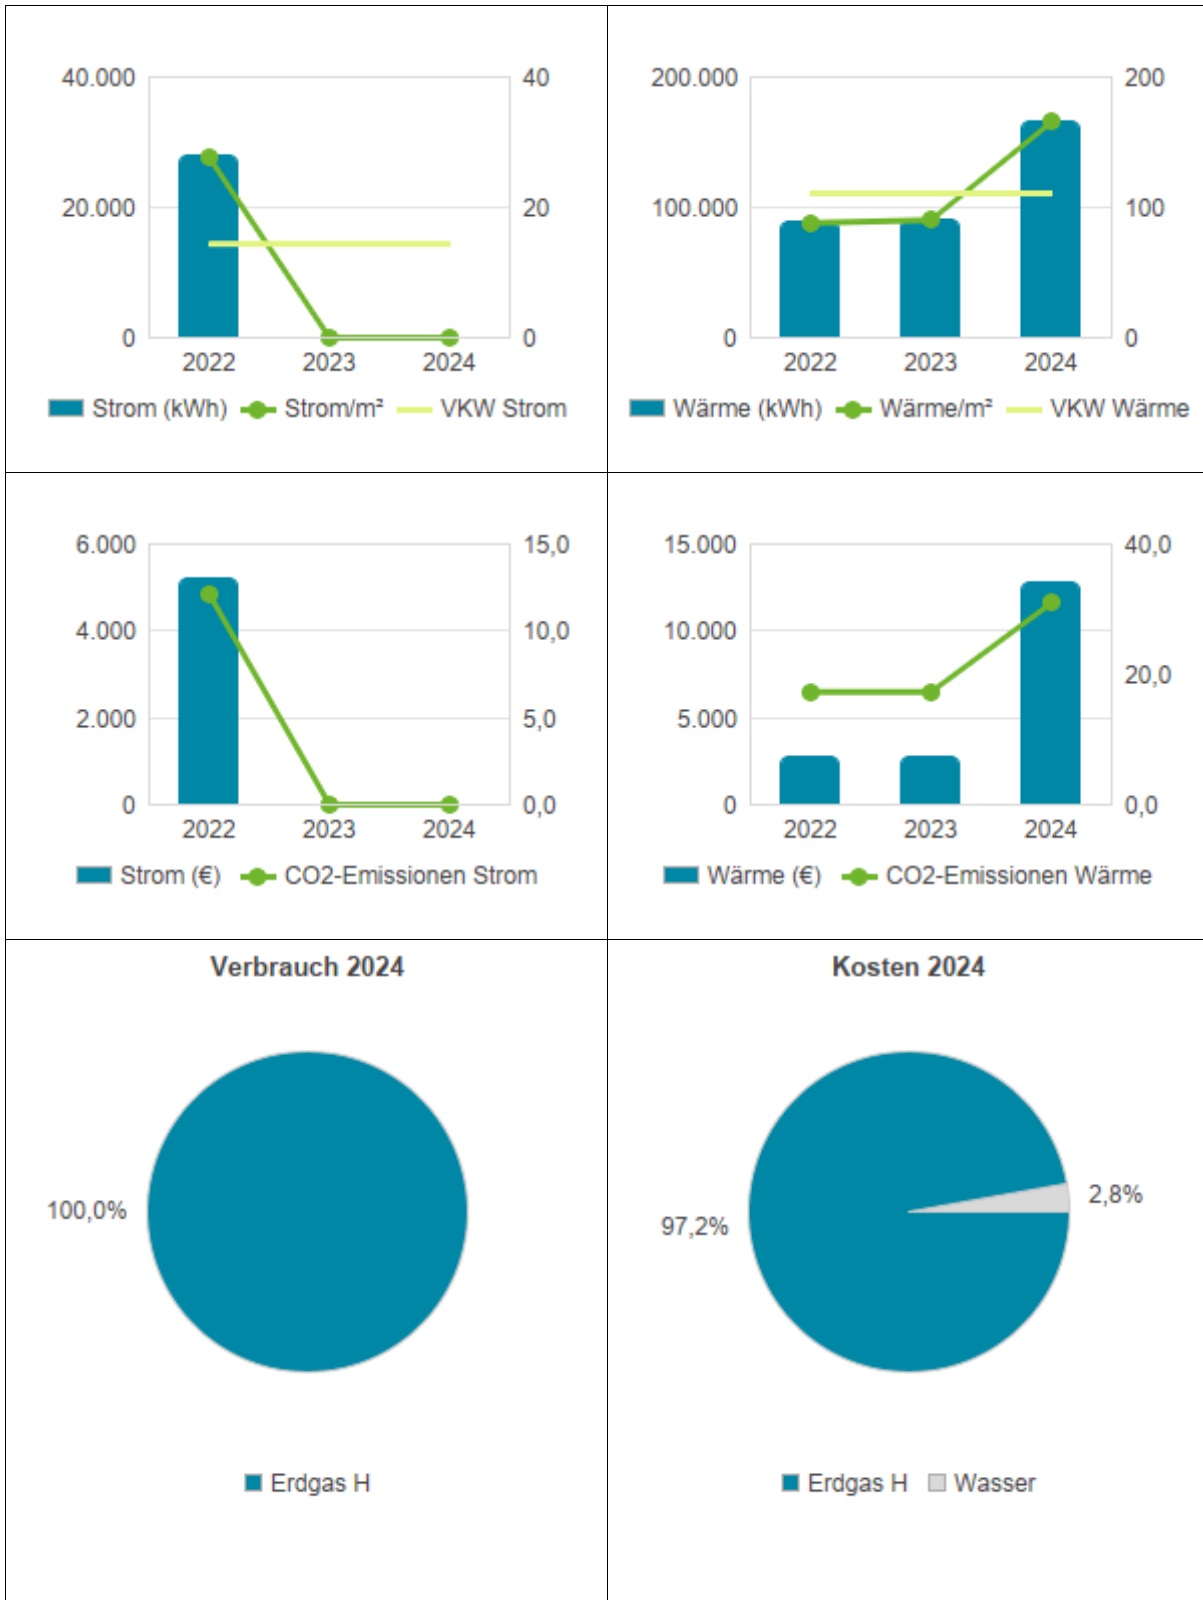 40.000 40
20.000 20
0 0
2022 2023 2024
Strom (kWh) Strom/m² VKW Strom
200.000 200
100.000 100
0 0
2022 2023 2024
Wärme (kWh) Wärme/m² VKW Wärme
6.000 15,0
4.000 10,0
2.000 5,0
0 0,0
2022 2023 2024
Strom (€) CO2-Emissionen Strom
15.000 40,0
10.000
20,0
5.000
0 0,0
2022 2023 2024
Wärme (€) CO2-Emissionen Wärme
Verbrauch 2024
100,0%
Erdgas H
Kosten 2024
2,8%
97,2%
Erdgas H Wasser